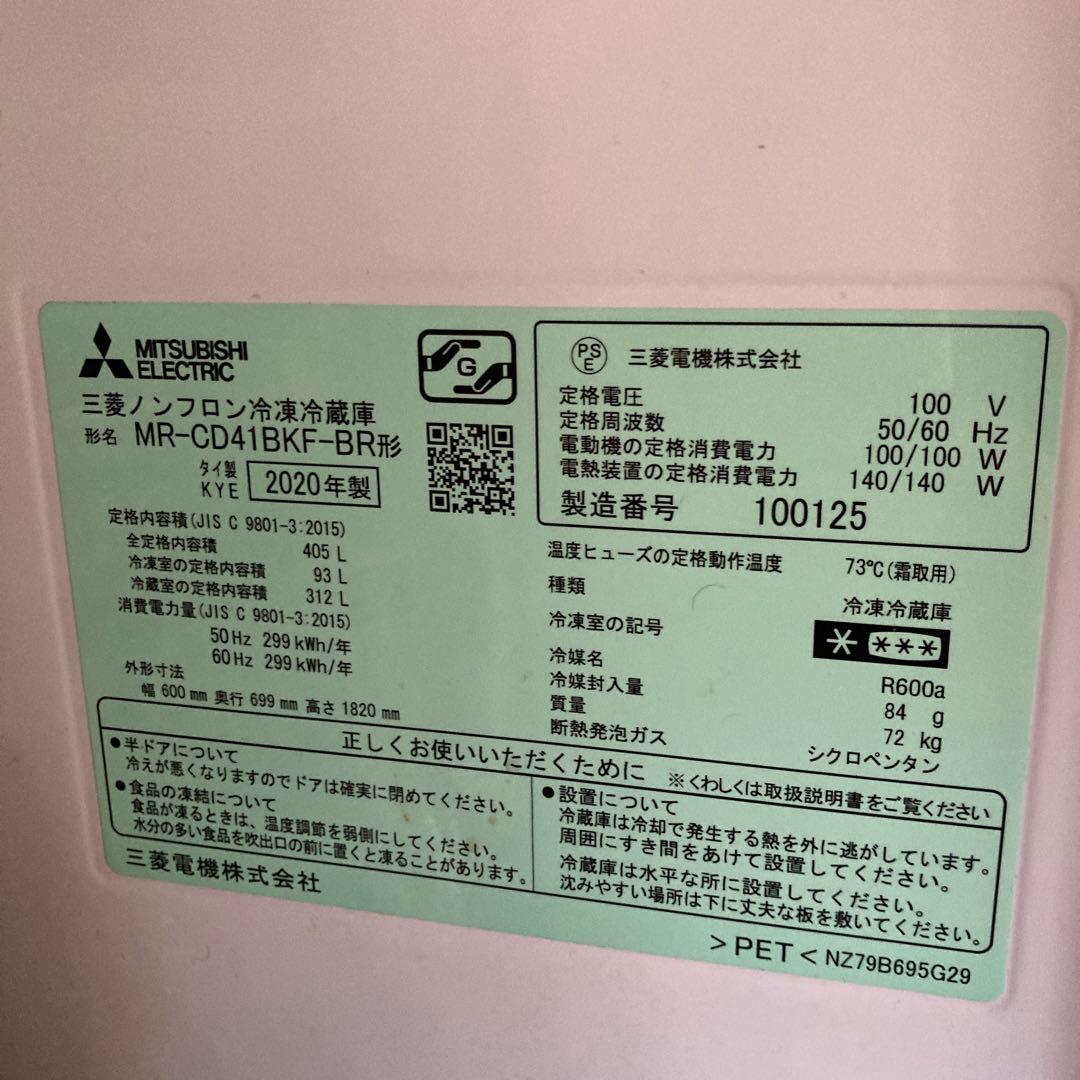 MITSUBISHI
ELECTRIC
G
三菱ノンフロン冷凍冷蔵庫
形名 MR-CD41BKF-BR形
タイ製
KYE 2020年製
定格内容積(JIS C 9801-3:2015)
全定格内容積 405 L
冷凍室の定格内容積 93 L
冷蔵室の定格内容積 312 L
消費電力量(JIS C 9801-3:2015)
50Hz 299kWh/年
60Hz 299kWh/年
外形寸法
幅 600mm 奥行 699mm 高さ 1820mm
PSE 三菱電機株式会社
定格電圧 100 V
定格周波数 50/60 Hz
電動機の定格消費電力 100/100 W
電熱装置の定格消費電力 140/140 W
製造番号 100125
温度ヒューズの定格動作温度 73℃(霜取用)
種類 冷凍冷蔵庫
冷凍室の記号 * ***
冷媒名 R600a
冷媒封入量 84 g
質量 72 kg
断熱発泡ガス シクロペンタン
正しくお使いいただくために ※くわしくは取扱説明書をご覧ください
●半ドアについて
冷えが悪くなりますのでドアは確実に閉めてください。
●食品の凍結について
食品が凍るときは、温度調節を弱側にしてください。
水分の多い食品を吹出口の前に置くと凍ることがあります。
●設置について
冷蔵庫は冷却で発生する熱を外に逃がしています。
周囲にすき間をあけて設置してください。
冷蔵庫は水平な所に設置してください。
沈みやすい場所は下に丈夫な板を敷いてください。
三菱電機株式会社
>PET< NZ79B695G29